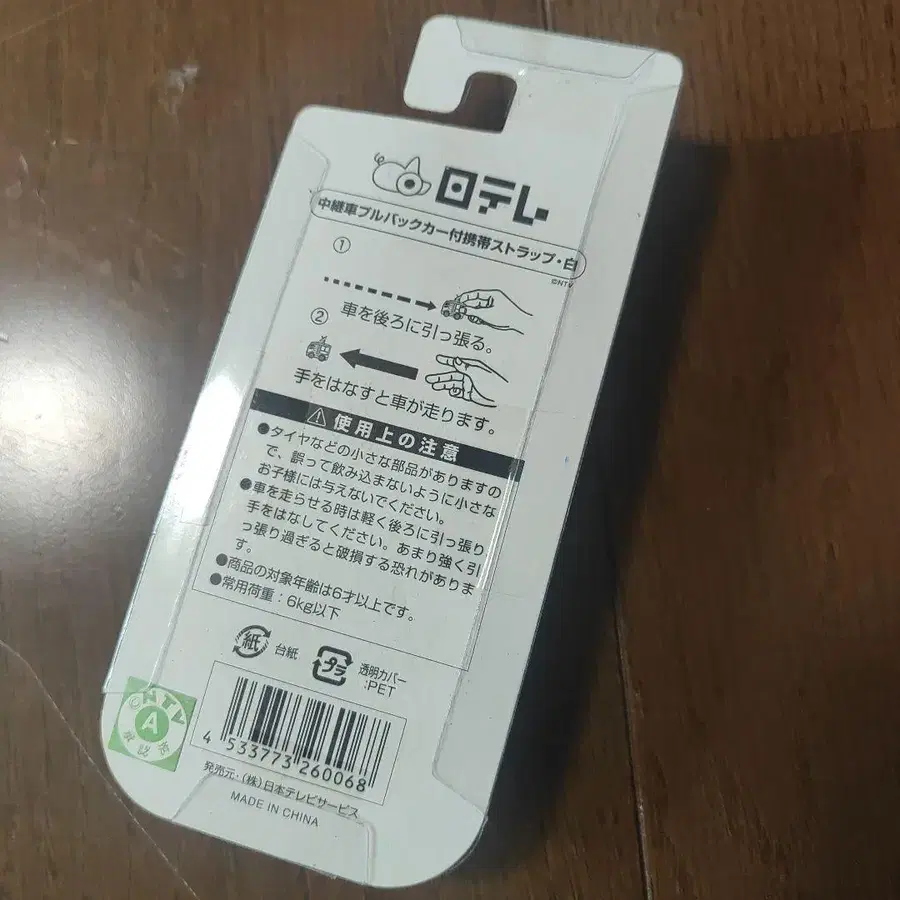 日テレ
中継車プルバックカー付携帯ストラップ・白
©NTV
①
車を後ろに引っ張る。
②
手をはなすと車が走ります。
使用上の注意
●タイヤなどの小さな部品がありますの
で、誤って飲み込まないように小さな
お子様には与えないでください。
●車を走らせる時は軽く後ろに引っ張り
手をはなしてください。あまり強く引
っ張り過ぎると破損する恐れがありま
す。
●商品の対象年齢は6才以上です。
●常用荷重：6kg以下
紙 台紙
プラ 透明カバー
:PET
4 533773 260068
発売元・(株)日本テレビサービス
MADE IN CHINA
©NTV
A
承認済